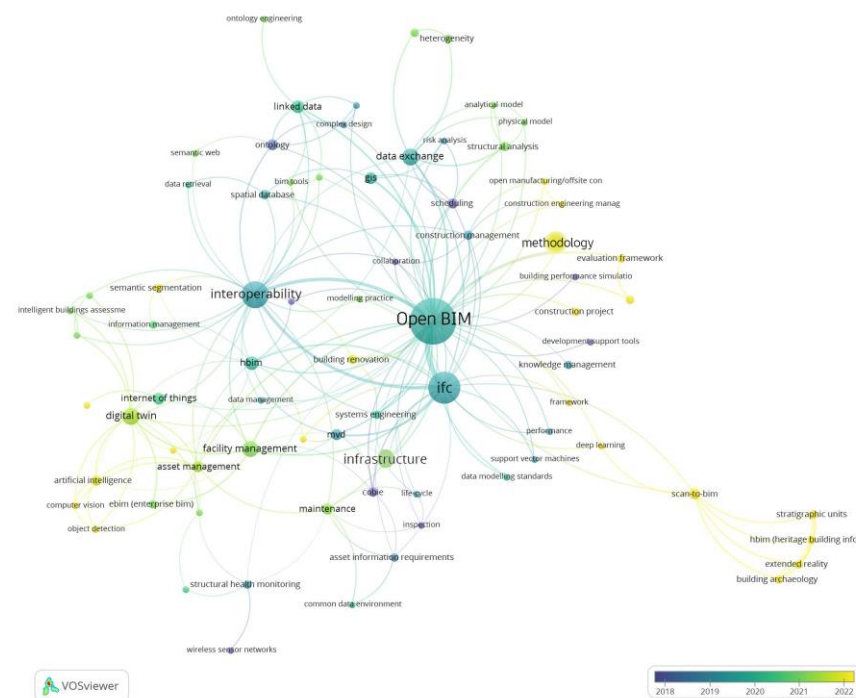 ontology engineering
heterogeneity
linked data
analytical model
complex design
physical model
risk analysis
ontology
structural analysis
semantic web
data exchange
data retrieval
bim tools
gis
open manufacturing/offsite con
spatial database
scheduling
construction engineering manag
construction management
methodology
collaboration
evaluation framework
building performance simulatio
semantic segmentation
interoperability
modelling practice
intelligent buildings assessme
construction project
Open BIM
information management
development support tools
hbim
building renovation
knowledge management
ifc
internet of things
data management
framework
digital twin
systems engineering
mvd
performance
facility management
deep learning
infrastructure
support vector machines
asset management
artificial intelligence
data modelling standards
cobie
lifecycle
scan-to-bim
computer vision
ebim (enterprise bim)
maintenance
stratigraphic units
object detection
inspection
hbim (heritage building info
asset information requirements
extended reality
building archaeology
structural health monitoring
common data environment
wireless sensor networks
VOSviewer
2018 2019 2020 2021 2022